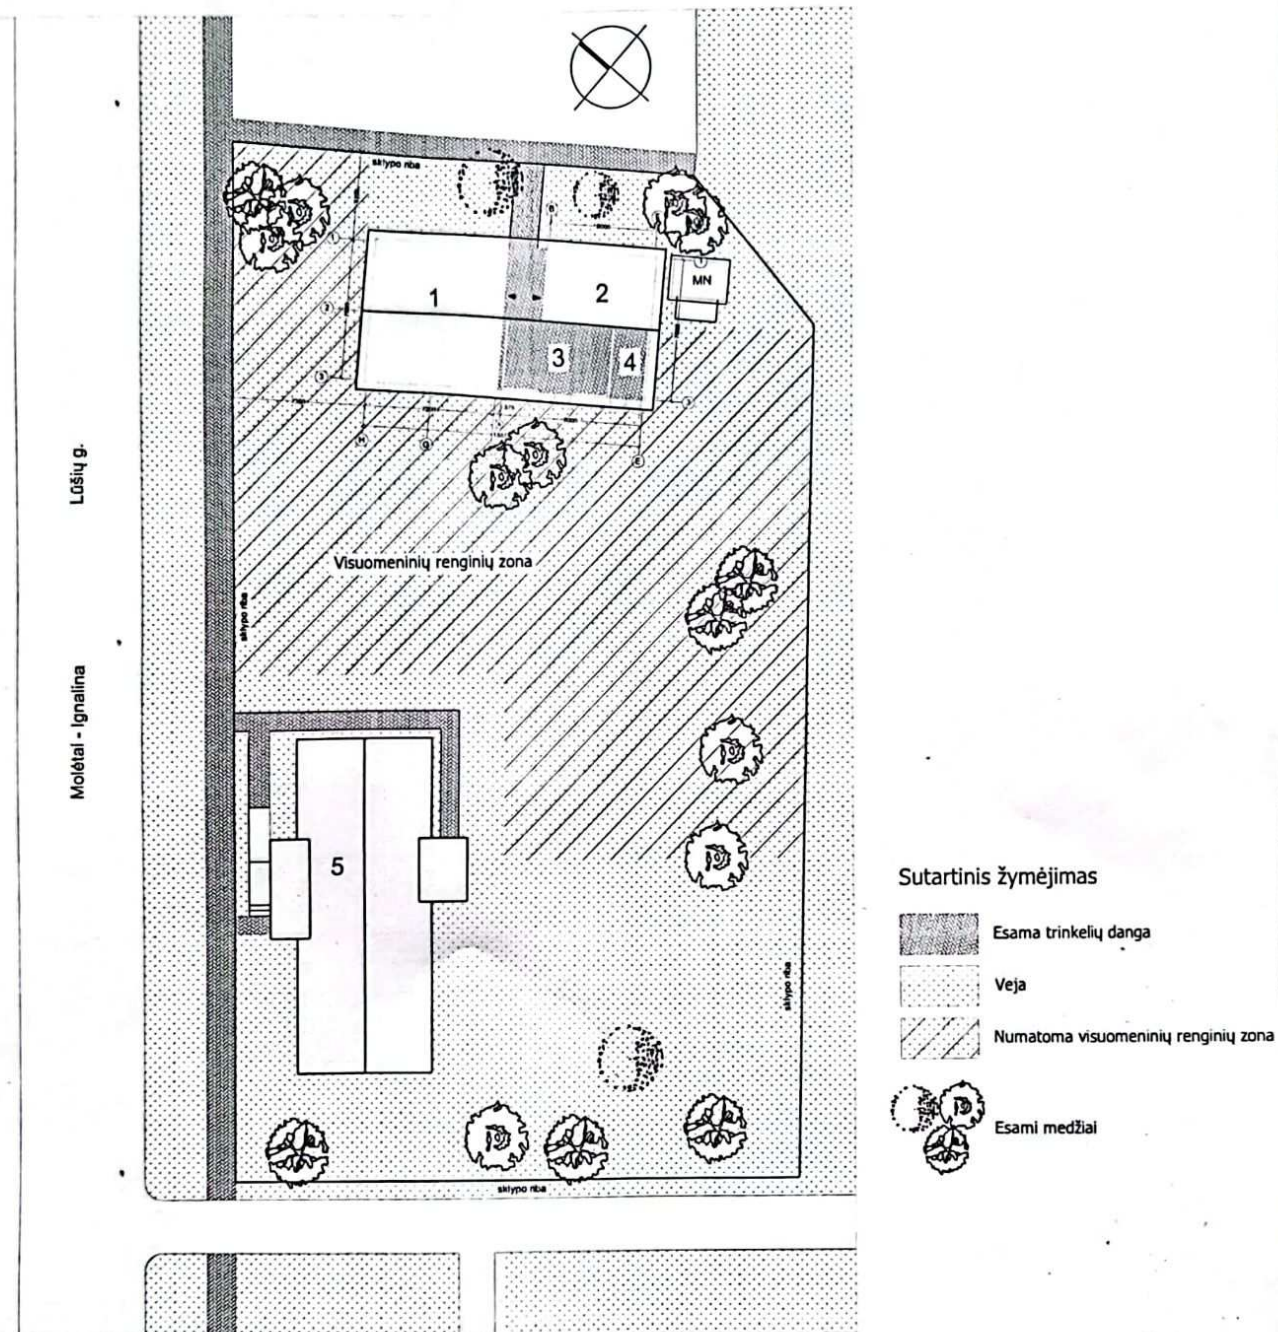 sklypo riba
1
2
MN
3
4
Lūšių g.
Visuomeninių renginių zona
sklypo riba
Molėtai - Ignalina
5
sklypo riba
sklypo riba
Sutartinis žymėjimas
Esama trinkelių danga
Veja
Numatoma visuomeninių renginių zona
Esami medžiai